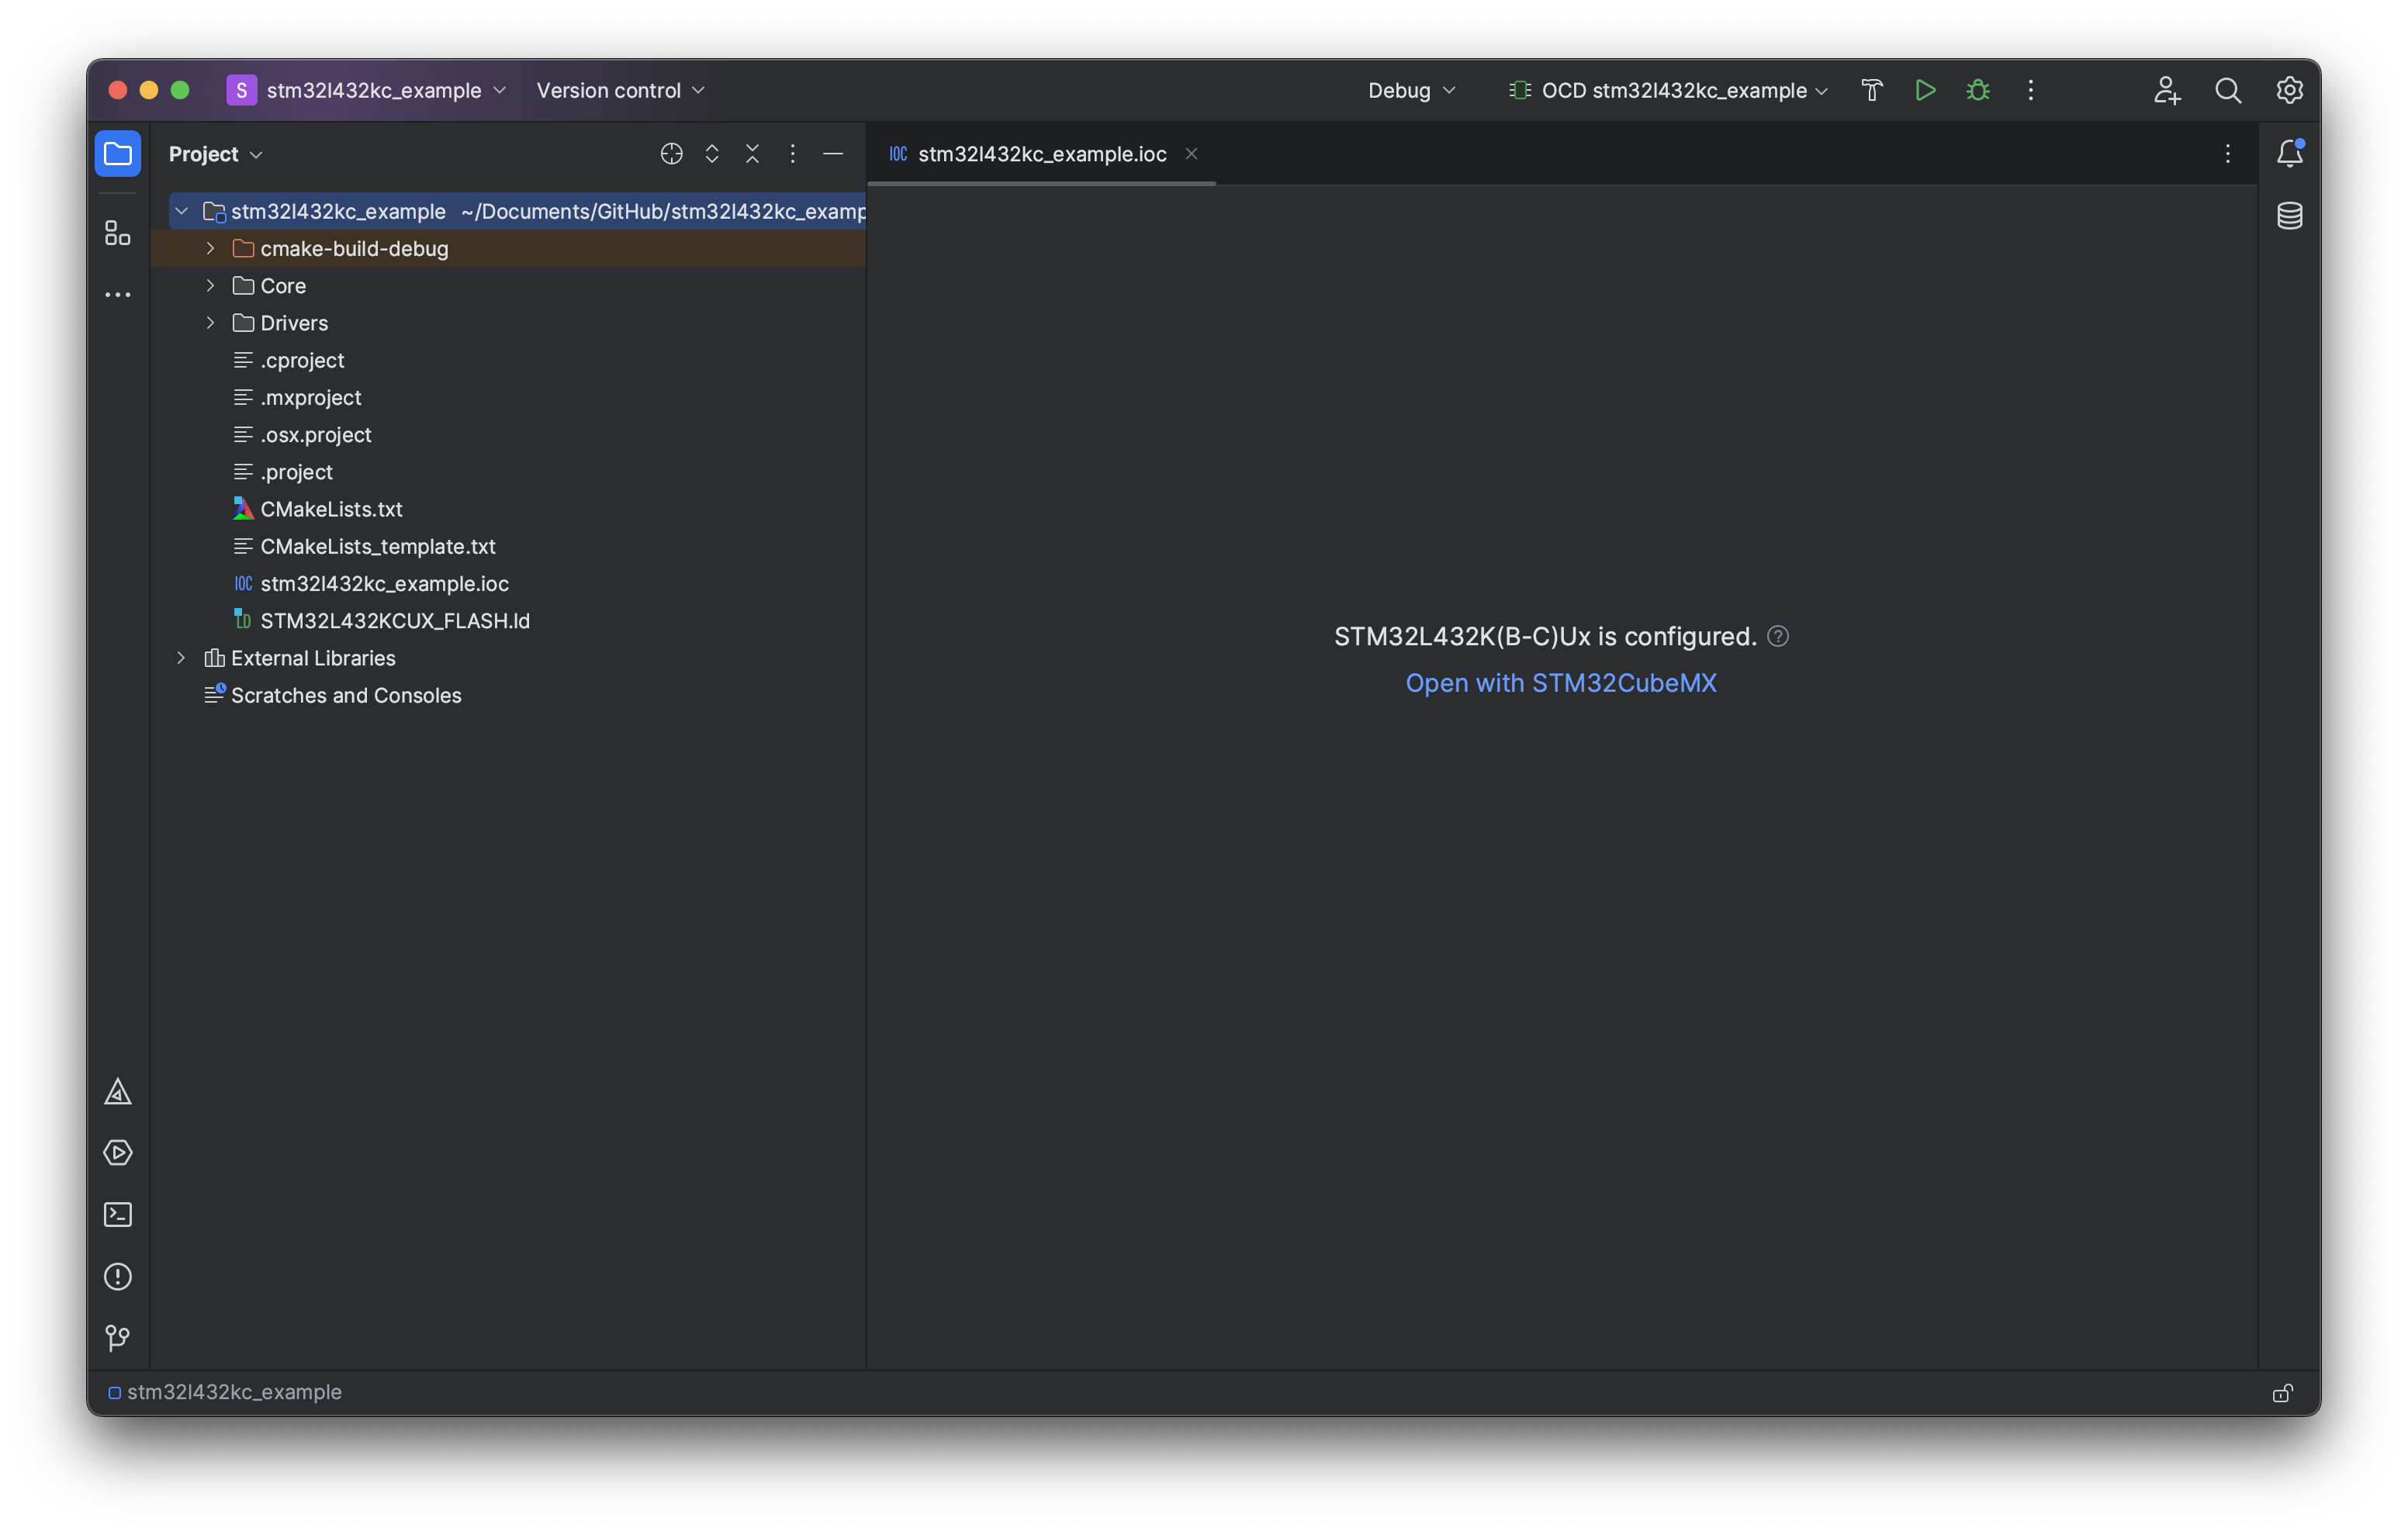 S stm32l432kc_example Version control Debug OCD stm32l432kc_example
Project
IOC stm32l432kc_example.ioc
stm32l432kc_example ~/Documents/GitHub/stm32l432kc_examp
cmake-build-debug
Core
Drivers
.cproject
.mxproject
.osx.project
.project
CMakeLists.txt
CMakeLists_template.txt
IOC stm32l432kc_example.ioc
LD STM32L432KCUX_FLASH.ld
External Libraries
Scratches and Consoles
STM32L432K(B-C)Ux is configured. ?
Open with STM32CubeMX
stm32l432kc_example